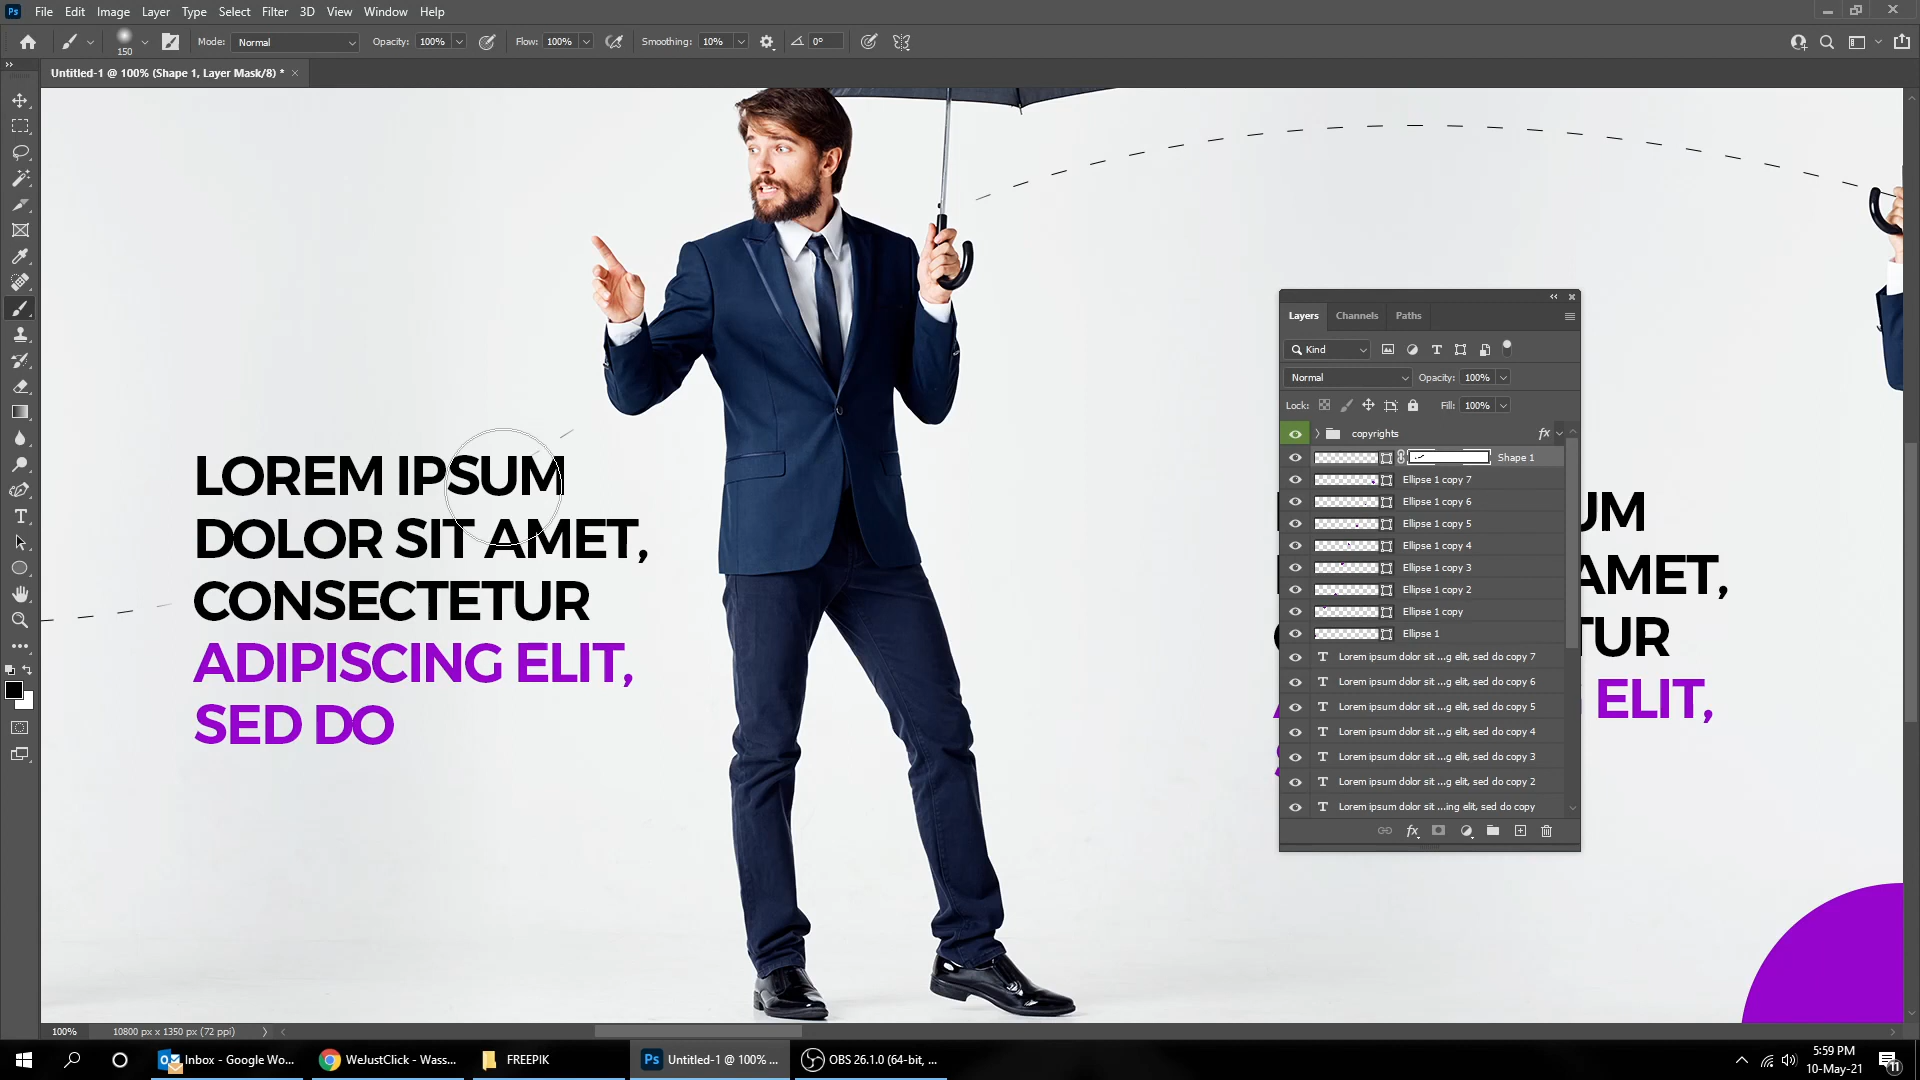 Ps File Edit Image Layer Type Select Filter 3D View Window Help
150 Mode: Normal Opacity: 100% Flow: 100% Smoothing: 10% 0°
Untitled-1 @ 100% (Shape 1, Layer Mask/8) *
LOREM IPSUM
DOLOR SIT AMET,
CONSECTETUR
ADIPISCING ELIT,
SED DO
Layers Channels Paths
Kind
Normal Opacity: 100%
Lock: Fill: 100%
copyrights fx
Shape 1
Ellipse 1 copy 7
Ellipse 1 copy 6
Ellipse 1 copy 5
Ellipse 1 copy 4
Ellipse 1 copy 3
Ellipse 1 copy 2
Ellipse 1 copy
Ellipse 1
T Lorem ipsum dolor sit ...g elit, sed do copy 7
T Lorem ipsum dolor sit ...g elit, sed do copy 6
T Lorem ipsum dolor sit ...g elit, sed do copy 5
T Lorem ipsum dolor sit ...g elit, sed do copy 4
T Lorem ipsum dolor sit ...g elit, sed do copy 3
T Lorem ipsum dolor sit ...g elit, sed do copy 2
T Lorem ipsum dolor sit ...ing elit, sed do copy
fx
UM
AMET,
TUR
ELIT,
100% 10800 px x 1350 px (72 ppi)
Inbox - Google Wo... WeJustClick - Wass... FREEPIK Ps Untitled-1 @ 100% ... OBS 26.1.0 (64-bit, ... 5:59 PM
10-May-21 11